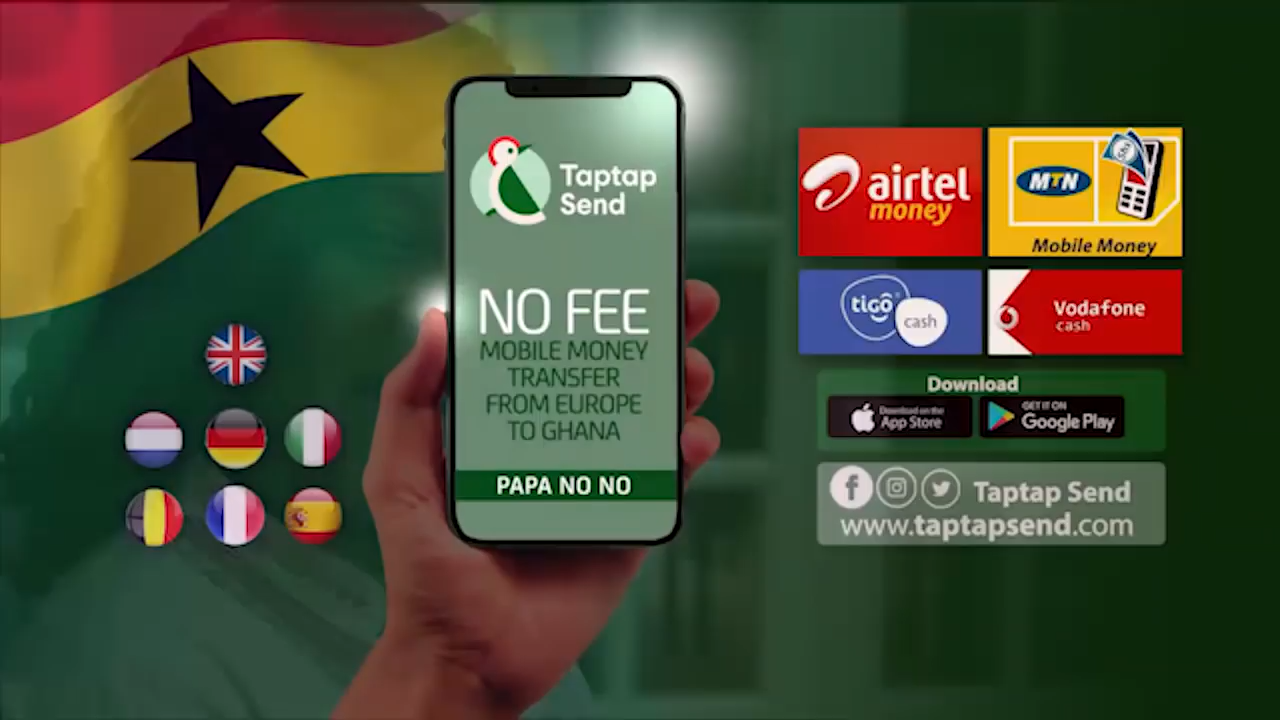 Taptap
Send
NO FEE
MOBILE MONEY
TRANSFER
FROM EUROPE
TO GHANA
PAPA NO NO
airtel
money
MTN
Mobile Money
tigo
cash
Vodafone
cash
Download
Download on the
App Store
GET IT ON
Google Play
Taptap Send
www.taptapsend.com